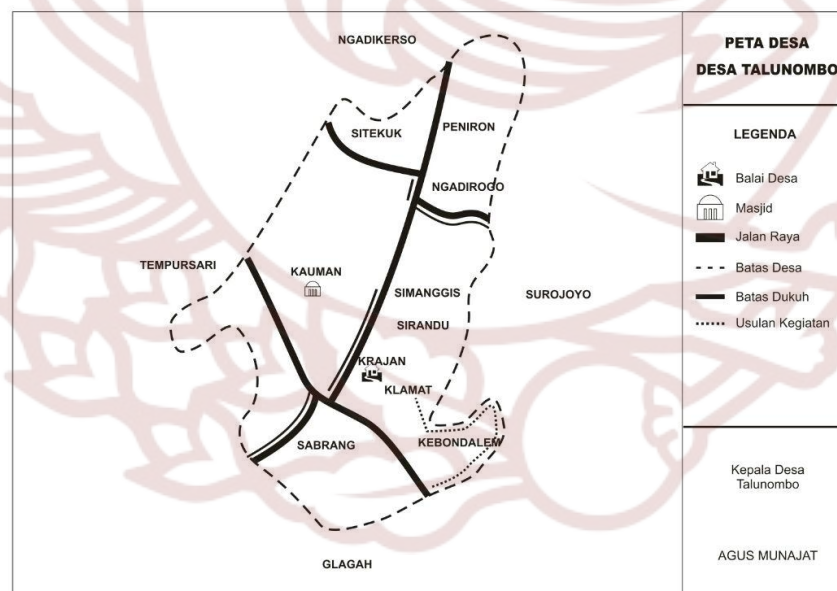 NGADIKERSO
SITEKUK
PENIRON
NGADIROGO
TEMPURSARI
KAUMAN
SIMANGGIS
SUROJOYO
SIRANDU
KRAJAN
KLAMAT
SABRANG
KEBONDALEM
GLAGAH
PETA DESA
DESA TALUNOMBO
LEGENDA
Balai Desa
Masjid
Jalan Raya
Batas Desa
Batas Dukuh
Usulan Kegiatan
Kepala Desa
Talunombo
AGUS MUNAJAT